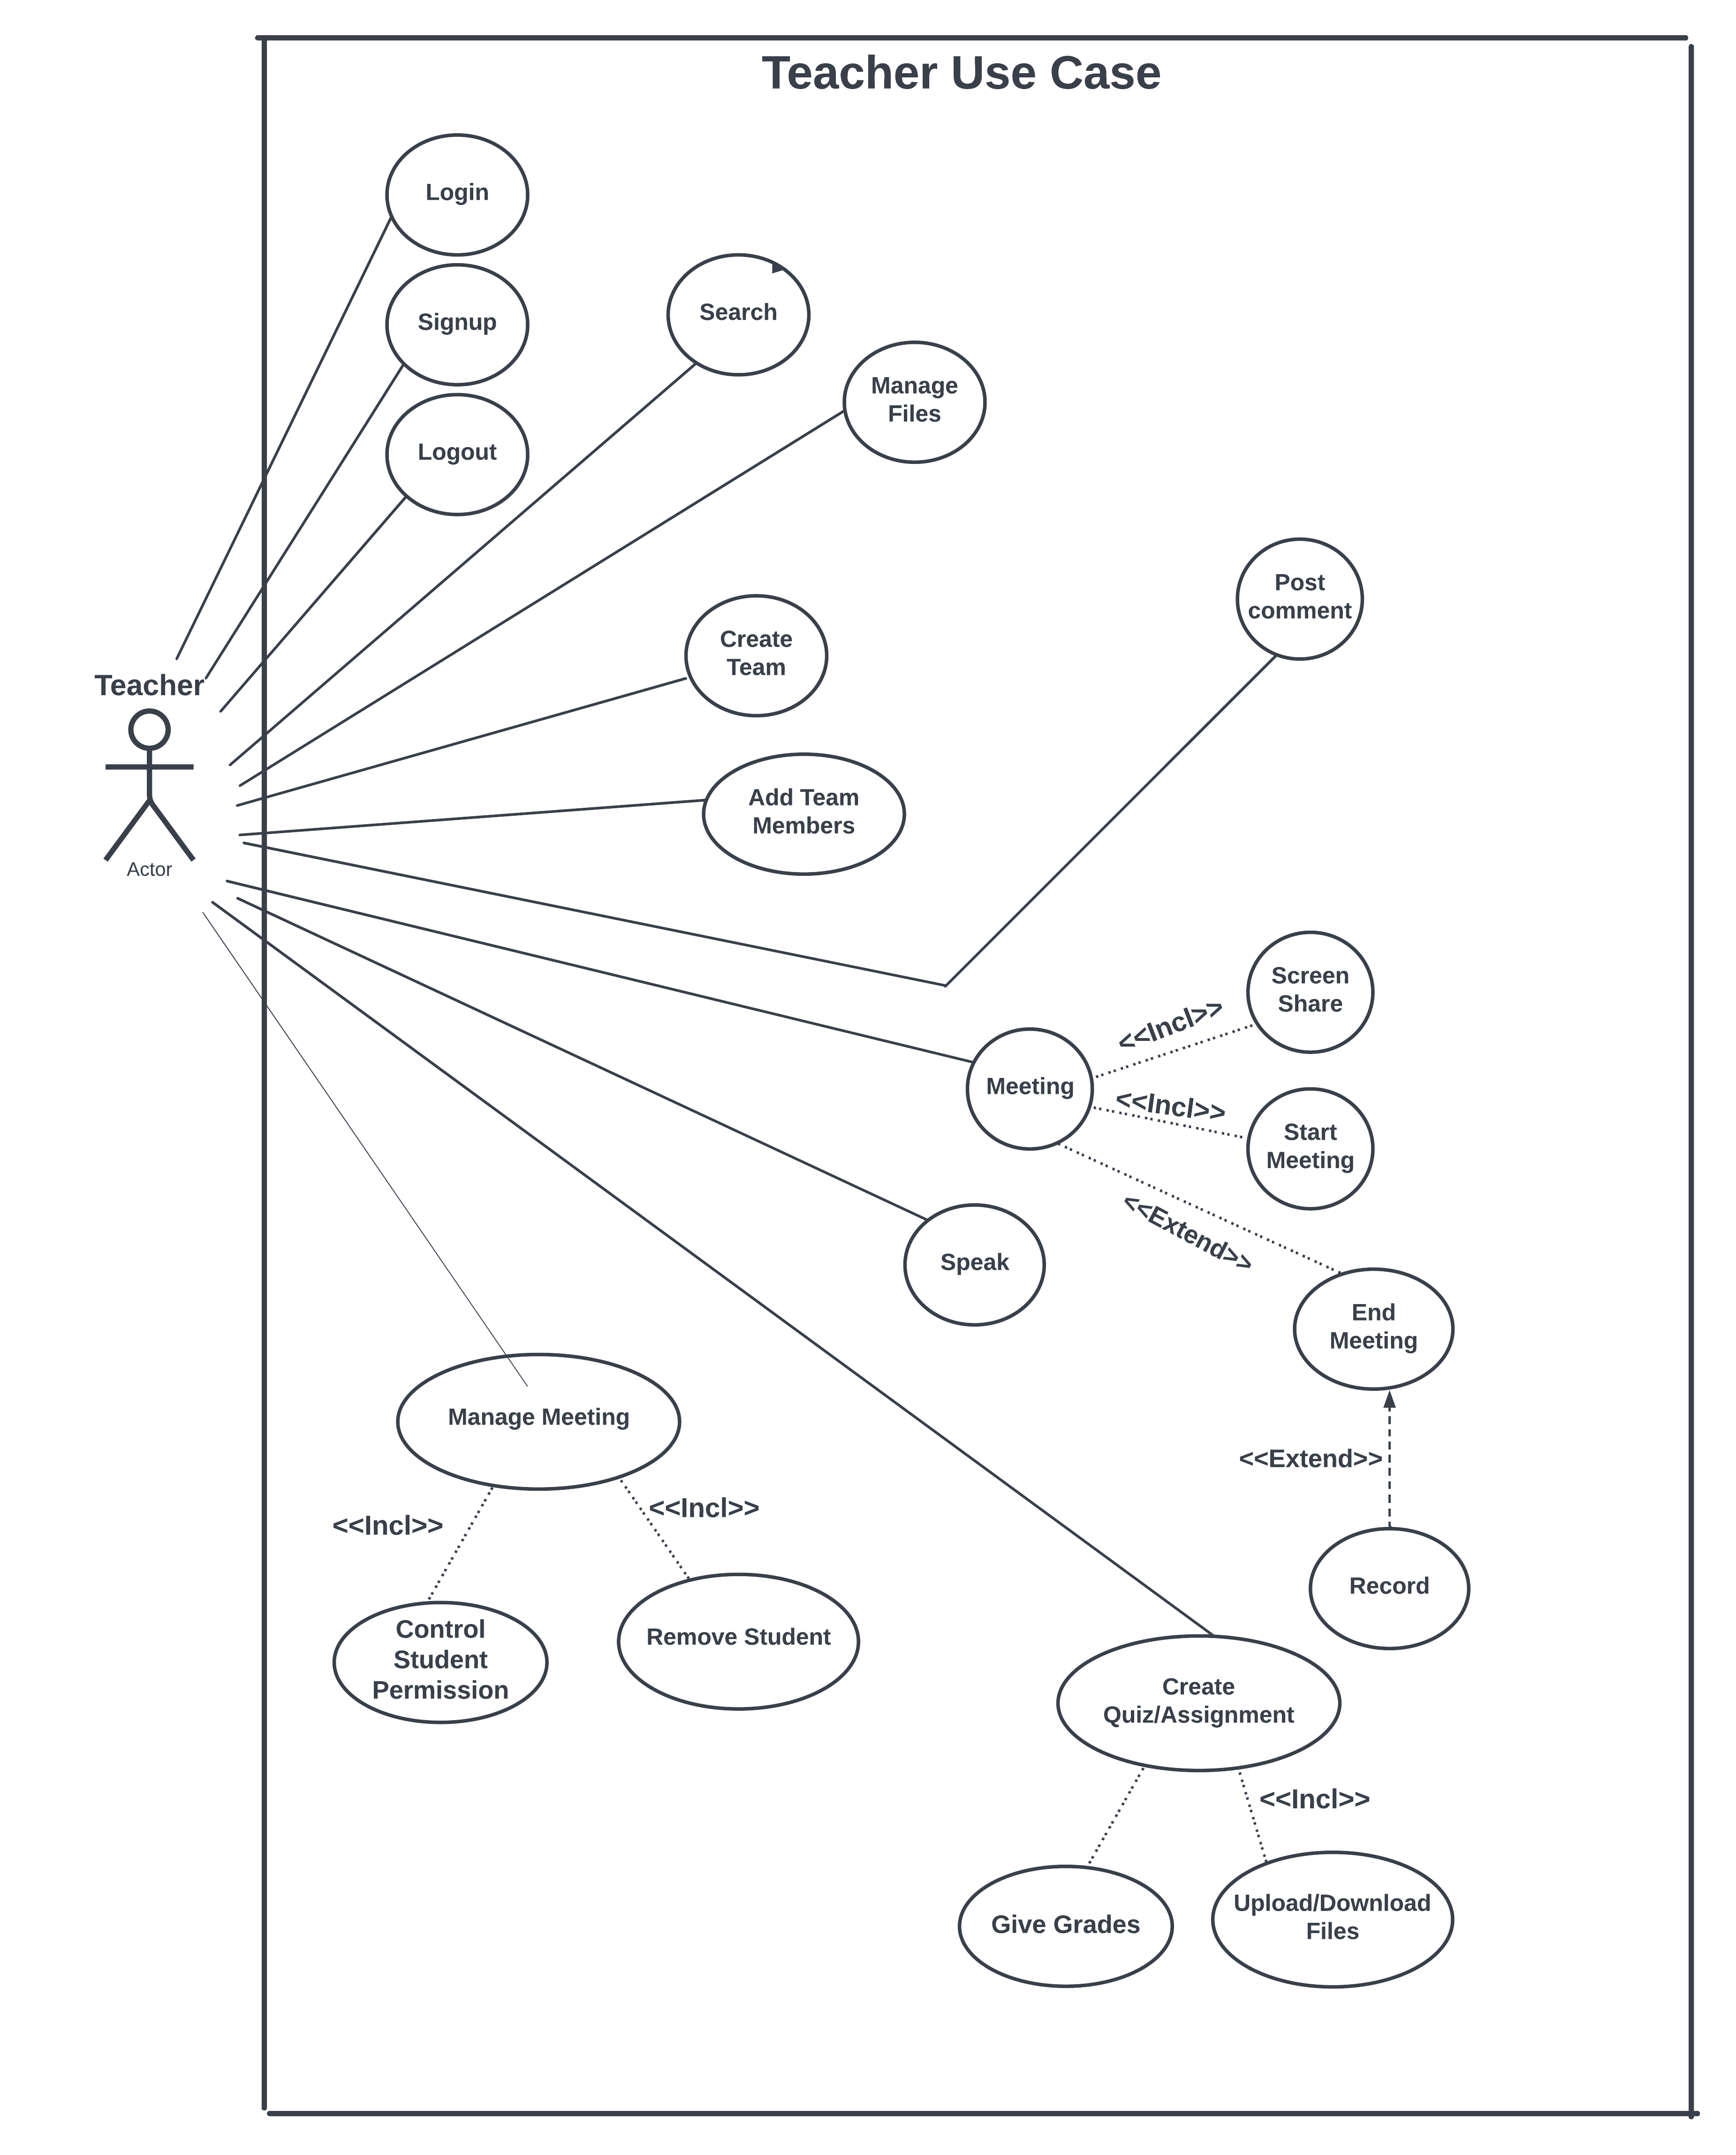 Teacher Use Case
Login
Signup
Search
Manage
Files
Logout
Post
comment
Create
Team
Teacher
Add Team
Members
Actor
Screen
Share
<<Incl>>
Meeting
<<Incl>>
Start
Meeting
<<Extend>>
Speak
End
Meeting
Manage Meeting
<<Extend>>
<<Incl>>
<<Incl>>
Record
Control
Student
Permission
Remove Student
Create
Quiz/Assignment
<<Incl>>
Give Grades
Upload/Download
Files